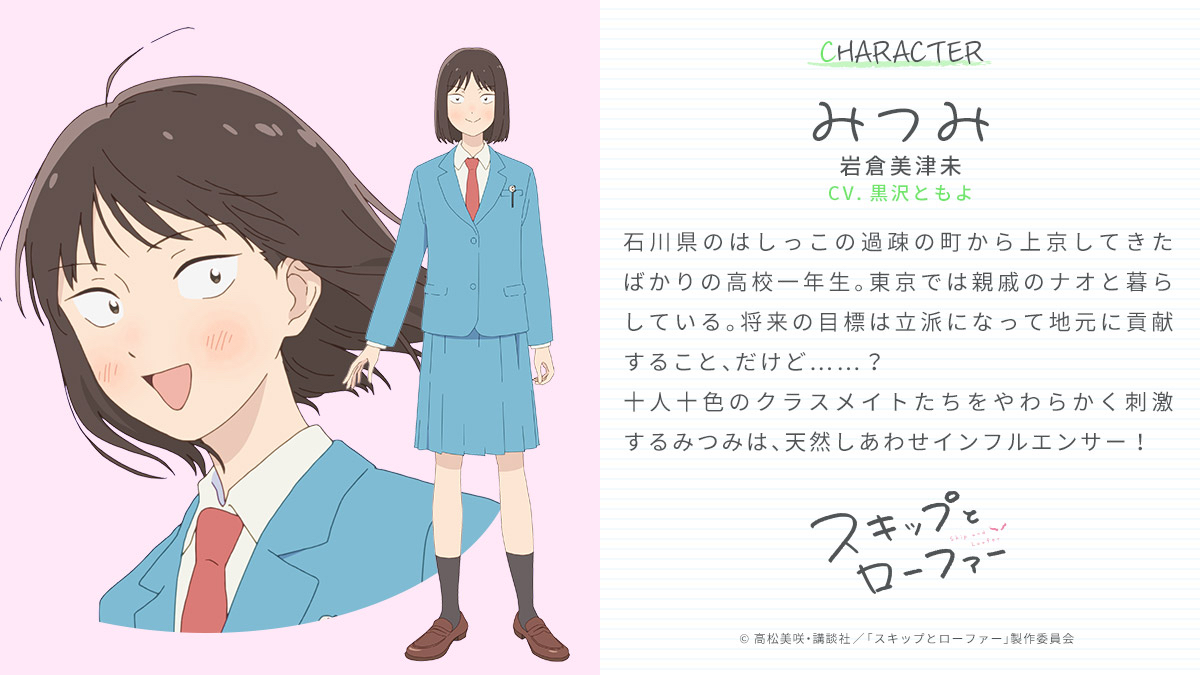 CHARACTER
みつみ
岩倉美津未
CV. 黒沢ともよ
石川県のはしっこの過疎の町から上京してきた
ばかりの高校一年生。東京では親戚のナオと暮ら
している。将来の目標は立派になって地元に貢献
すること、だけど……？
十人十色のクラスメイトたちをやわらかく刺激
するみつみは、天然しあわせインフルエンサー！
スキップと
Skip and
Loafer
ローファー
© 高松美咲・講談社／「スキップとローファー」製作委員会